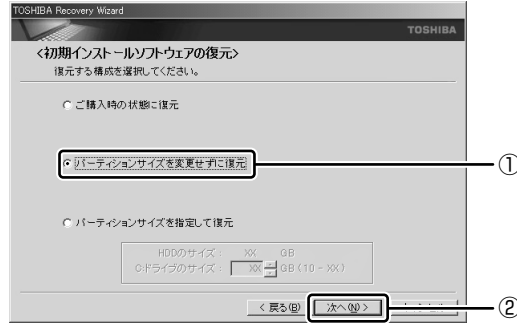 TOSHIBA Recovery Wizard
TOSHIBA
<初期インストールソフトウェアの復元>
復元する構成を選択してください。
ご購入時の状態に復元
パーティションサイズを変更せずに復元
①
パーティションサイズを指定して復元
HDDのサイズ： XX GB
C:ドライブのサイズ： XX GB (10 - XX)
< 戻る(B) 次へ(N) >
②